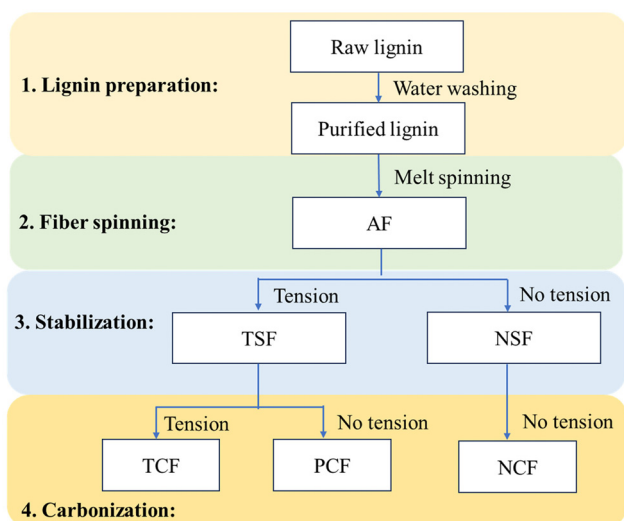 Raw lignin
1. Lignin preparation:
Water washing
Purified lignin
Melt spinning
2. Fiber spinning:
AF
Tension
No tension
3. Stabilization:
TSF
NSF
Tension
No tension
No tension
TCF
PCF
NCF
4. Carbonization: